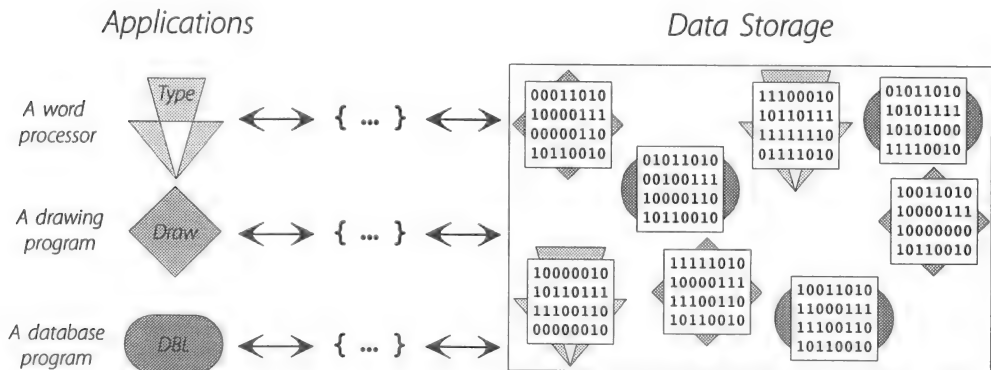 Applications
Data Storage
A word
processor
Type
{ ... }
A drawing
program
Draw
{ ... }
A database
program
DBL
{ ... }
00011010
10000111
00000110
10110010
11100010
10110111
11111110
01111010
01011010
10101111
10101000
11110010
01011010
00100111
10000110
10110010
10011010
10000111
10000000
10110010
10000010
10110111
11100110
00000010
11111010
10000111
11100110
10110010
10011010
11000111
11100110
10110010